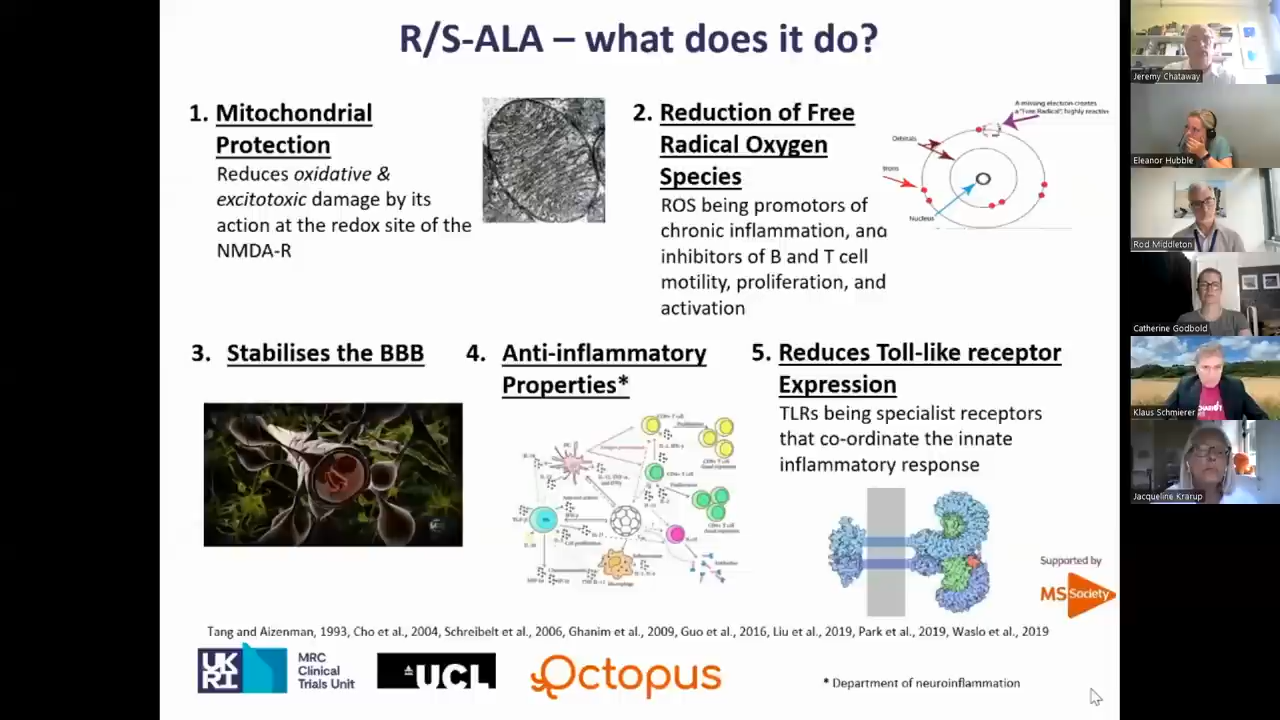 R/S-ALA – what does it do?
1. Mitochondrial
Protection
Reduces oxidative &
excitotoxic damage by its
action at the redox site of the
NMDA-R
2. Reduction of Free
Radical Oxygen
Species
ROS being promotors of
chronic inflammation, and
inhibitors of B and T cell
motility, proliferation, and
activation
A missing electron creates
a "Free Radical", highly reactive
Orbitals
trons
Nucleus
3. Stabilises the BBB
4. Anti-inflammatory
Properties*
5. Reduces Toll-like receptor
Expression
TLRs being specialist receptors
that co-ordinate the innate
inflammatory response
Supported by
MS Society
Tang and Aizenman, 1993, Cho et al., 2004, Schreibelt et al., 2006, Ghanim et al., 2009, Guo et al., 2016, Liu et al., 2019, Park et al., 2019, Waslo et al., 2019
UKRI
MRC
Clinical
Trials Unit
UCL
Octopus
* Department of neuroinflammation
Jeremy Chataway
Eleanor Hubble
Rod Middleton
Catherine Godbold
Klaus Schmierer
Jacqueline Krarup